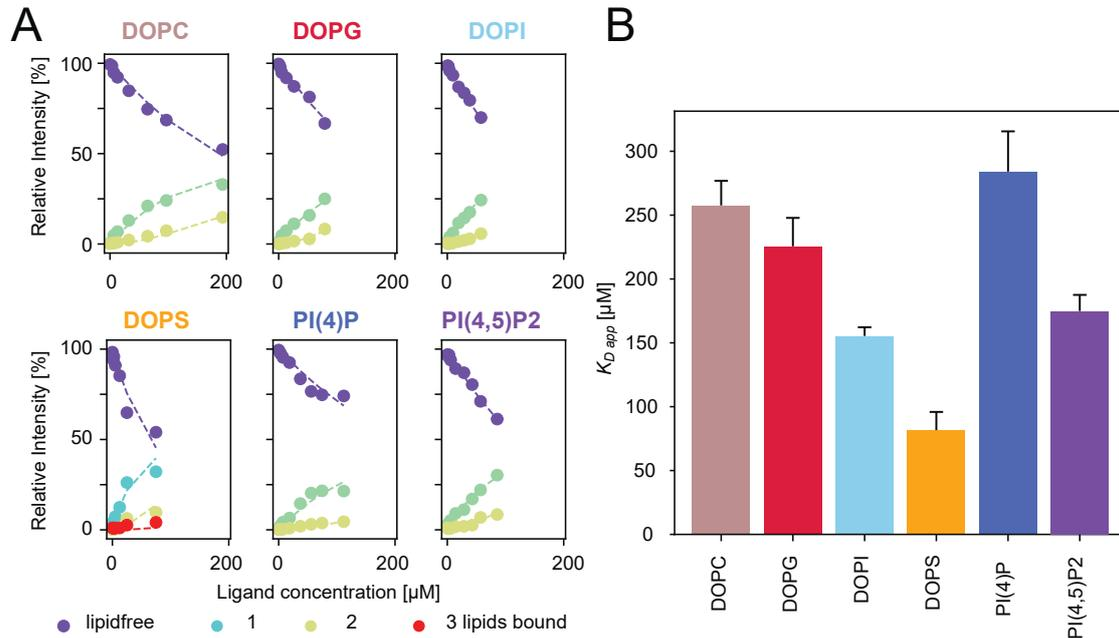 A
B
DOPC
DOPG
DOPI
Relative Intensity [%]
100
50
0
0
200
0
200
0
200
DOPS
PI(4)P
PI(4,5)P2
Relative Intensity [%]
100
50
0
0
200
0
200
0
200
Ligand concentration [µM]
lipidfree
1
2
3 lipids bound
K_D app [µM]
300
250
200
150
100
50
0
DOPC
DOPG
DOPI
DOPS
PI(4)P
PI(4,5)P2